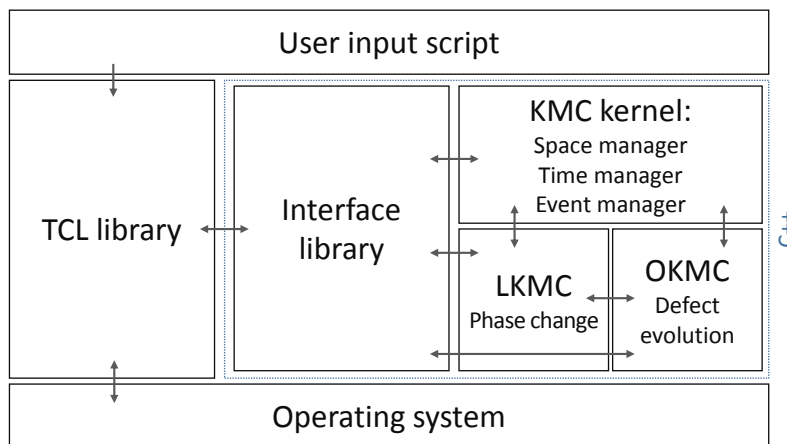 User input script
TCL library
Interface
library
KMC kernel:
Space manager
Time manager
Event manager
LKMC
Phase change
OKMC
Defect
evolution
C++
Operating system